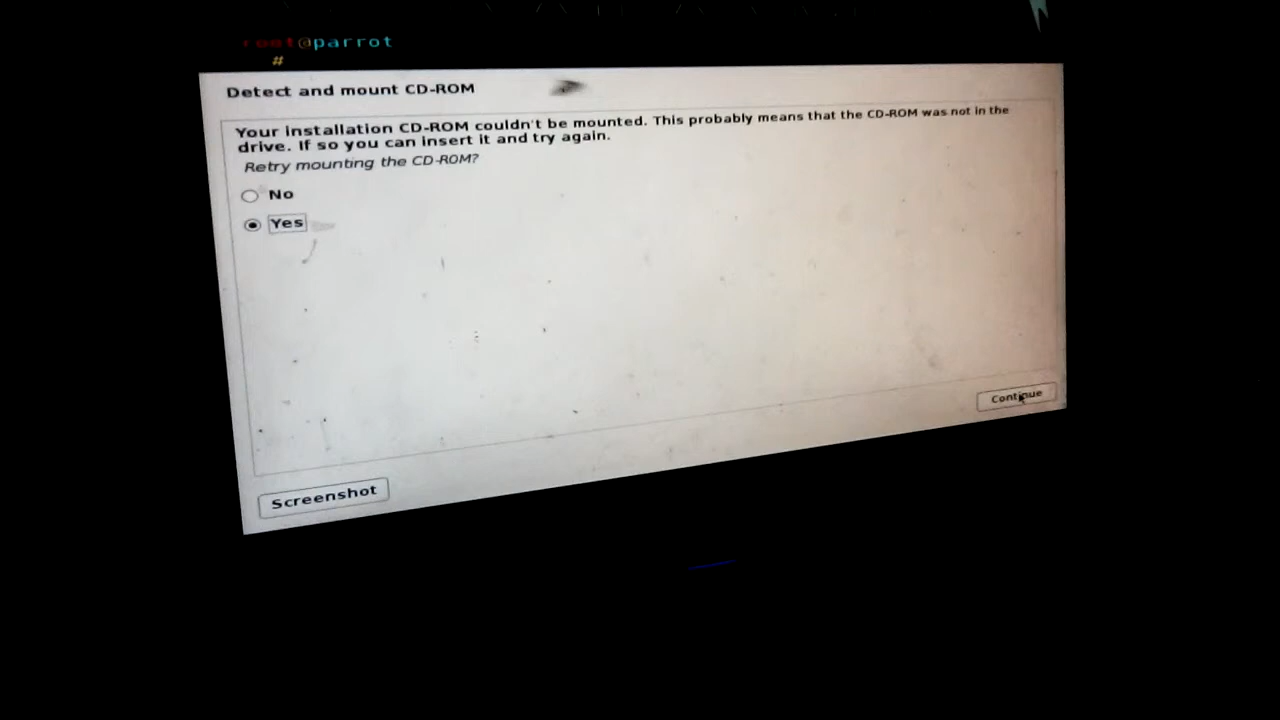 root@parrot
#
Detect and mount CD-ROM
Your installation CD-ROM couldn't be mounted. This probably means that the CD-ROM was not in the
drive. If so you can insert it and try again.
Retry mounting the CD-ROM?
No
Yes
Continue
Screenshot